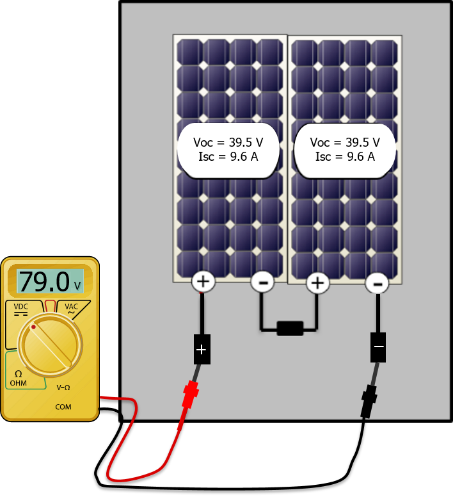 Voc = 39.5 V
Isc = 9.6 A
Voc = 39.5 V
Isc = 9.6 A
+ - + -
79.0 V
VDC VAC
+ −
Ω
OHM
V-Ω
COM